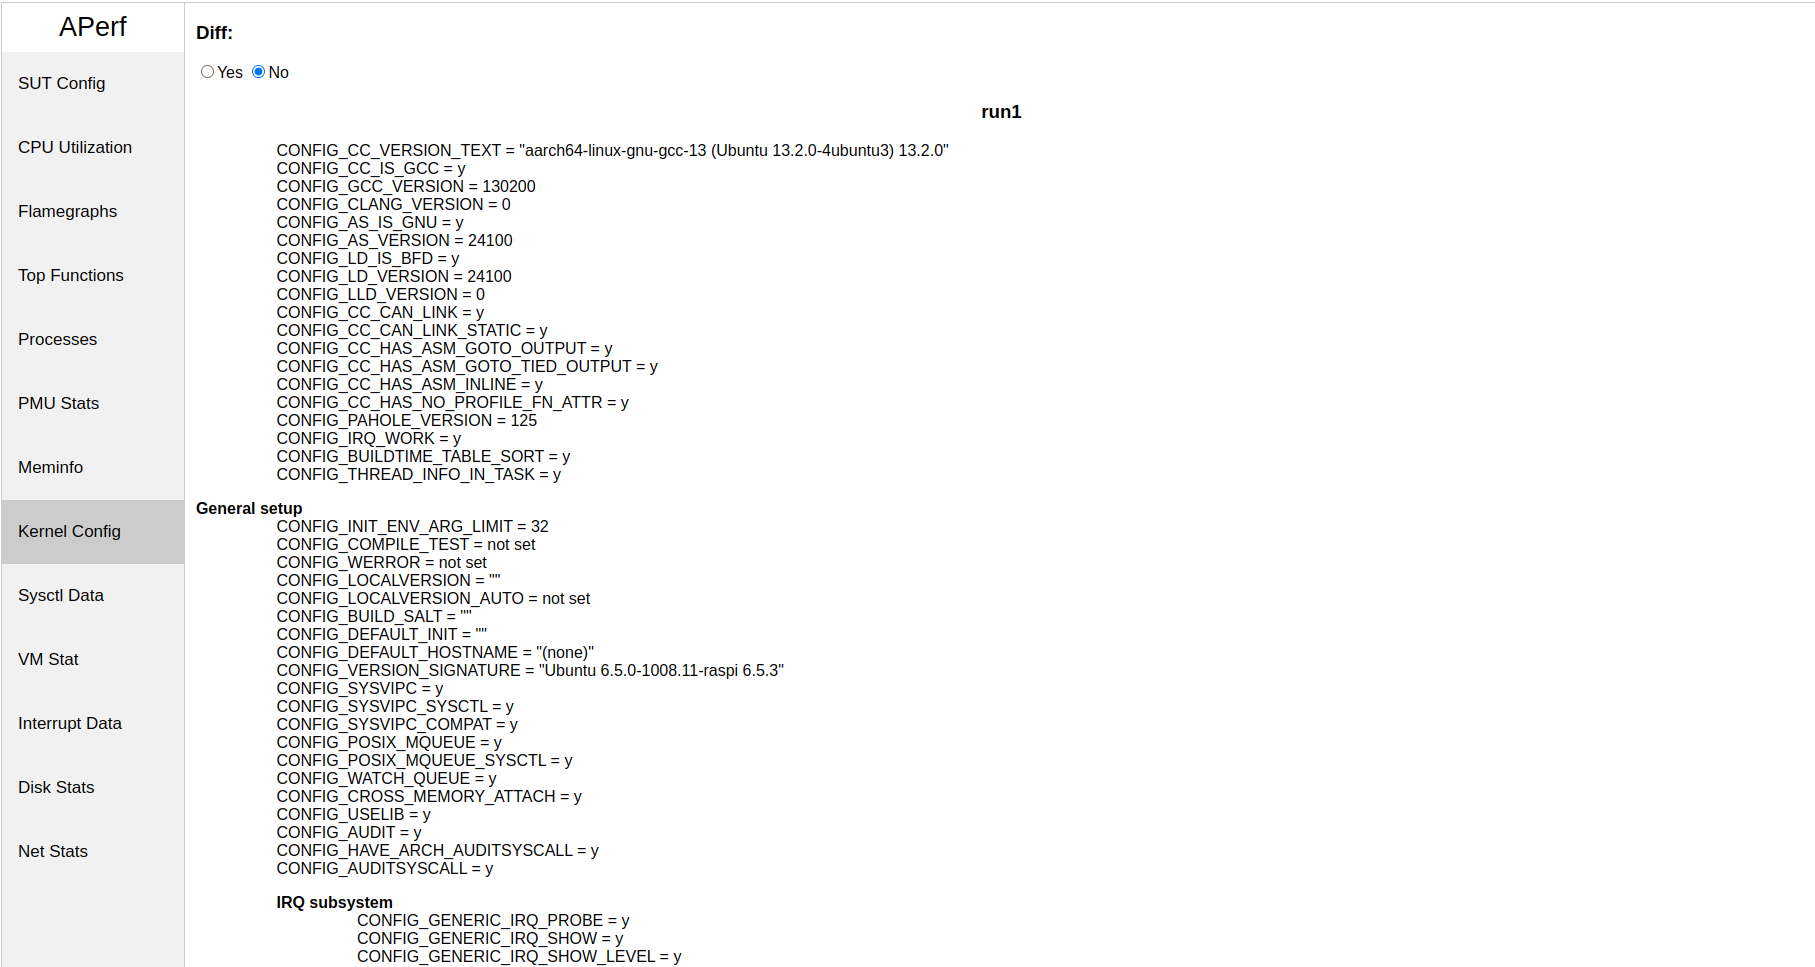 APerf
SUT Config
CPU Utilization
Flamegraphs
Top Functions
Processes
PMU Stats
Meminfo
Kernel Config
Sysctl Data
VM Stat
Interrupt Data
Disk Stats
Net Stats
Diff:
Yes No
run1
CONFIG_CC_VERSION_TEXT = "aarch64-linux-gnu-gcc-13 (Ubuntu 13.2.0-4ubuntu3) 13.2.0"
CONFIG_CC_IS_GCC = y
CONFIG_GCC_VERSION = 130200
CONFIG_CLANG_VERSION = 0
CONFIG_AS_IS_GNU = y
CONFIG_AS_VERSION = 24100
CONFIG_LD_IS_BFD = y
CONFIG_LD_VERSION = 24100
CONFIG_LLD_VERSION = 0
CONFIG_CC_CAN_LINK = y
CONFIG_CC_CAN_LINK_STATIC = y
CONFIG_CC_HAS_ASM_GOTO_OUTPUT = y
CONFIG_CC_HAS_ASM_GOTO_TIED_OUTPUT = y
CONFIG_CC_HAS_ASM_INLINE = y
CONFIG_CC_HAS_NO_PROFILE_FN_ATTR = y
CONFIG_PAHOLE_VERSION = 125
CONFIG_IRQ_WORK = y
CONFIG_BUILDTIME_TABLE_SORT = y
CONFIG_THREAD_INFO_IN_TASK = y
General setup
CONFIG_INIT_ENV_ARG_LIMIT = 32
CONFIG_COMPILE_TEST = not set
CONFIG_WERROR = not set
CONFIG_LOCALVERSION = ""
CONFIG_LOCALVERSION_AUTO = not set
CONFIG_BUILD_SALT = ""
CONFIG_DEFAULT_INIT = ""
CONFIG_DEFAULT_HOSTNAME = "(none)"
CONFIG_VERSION_SIGNATURE = "Ubuntu 6.5.0-1008.11-raspi 6.5.3"
CONFIG_SYSVIPC = y
CONFIG_SYSVIPC_SYSCTL = y
CONFIG_SYSVIPC_COMPAT = y
CONFIG_POSIX_MQUEUE = y
CONFIG_POSIX_MQUEUE_SYSCTL = y
CONFIG_WATCH_QUEUE = y
CONFIG_CROSS_MEMORY_ATTACH = y
CONFIG_USELIB = y
CONFIG_AUDIT = y
CONFIG_HAVE_ARCH_AUDITSYSCALL = y
CONFIG_AUDITSYSCALL = y
IRQ subsystem
CONFIG_GENERIC_IRQ_PROBE = y
CONFIG_GENERIC_IRQ_SHOW = y
CONFIG_GENERIC_IRQ_SHOW_LEVEL = y